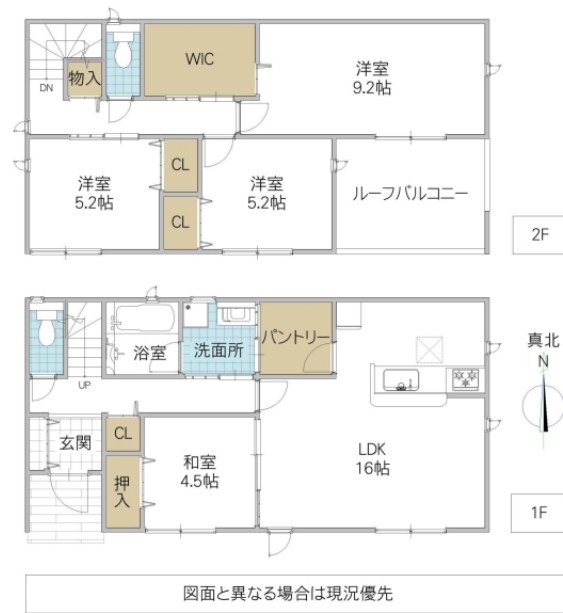 WIC
洋室
9.2帖
物入
DN
洋室
5.2帖
CL
CL
洋室
5.2帖
ルーフバルコニー
2F
浴室
洗面所
パントリー
UP
真北
N
玄関
CL
押入
和室
4.5帖
LDK
16帖
1F
図面と異なる場合は現況優先